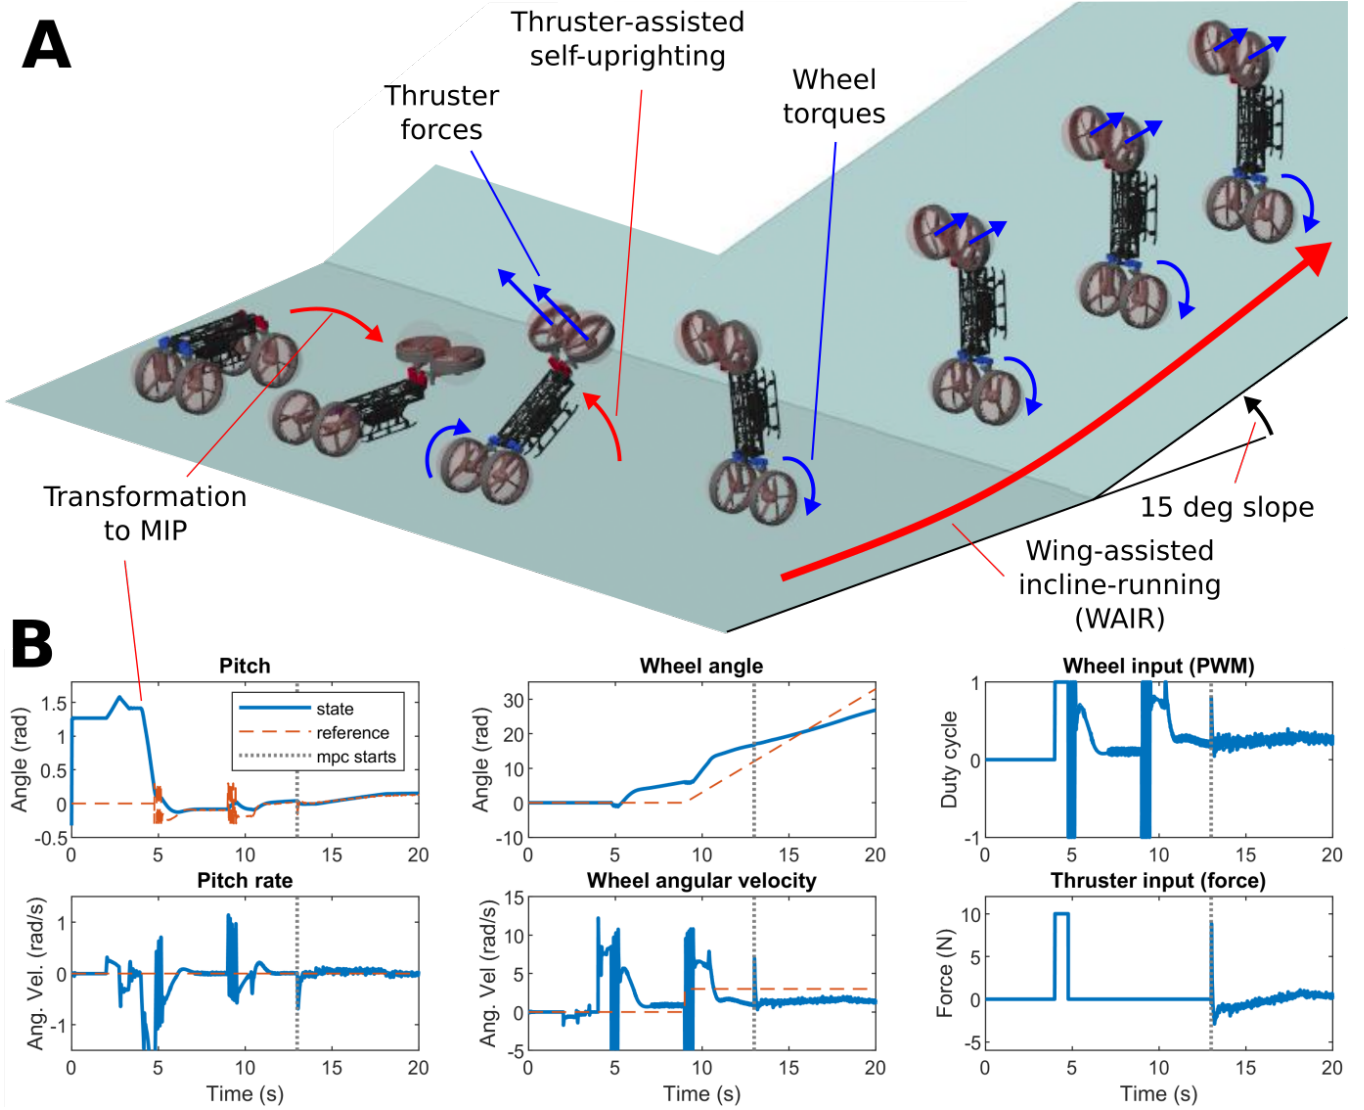 A
Thruster-assisted
self-uprighting
Thruster
forces
Wheel
torques
Transformation
to MIP
15 deg slope
Wing-assisted
incline-running
(WAIR)
B
Pitch
Angle (rad)
1.5
1
0.5
0
-0.5
0 5 10 15 20
state
reference
mpc starts
Wheel angle
Angle (rad)
30
20
10
0
-10
0 5 10 15 20
Wheel input (PWM)
Duty cycle
1
0
-1
0 5 10 15 20
Pitch rate
Ang. Vel. (rad/s)
1
0
-1
0 5 10 15 20
Time (s)
Wheel angular velocity
Ang. Vel (rad/s)
15
10
5
0
-5
0 5 10 15 20
Time (s)
Thruster input (force)
Force (N)
10
5
0
-5
0 5 10 15 20
Time (s)